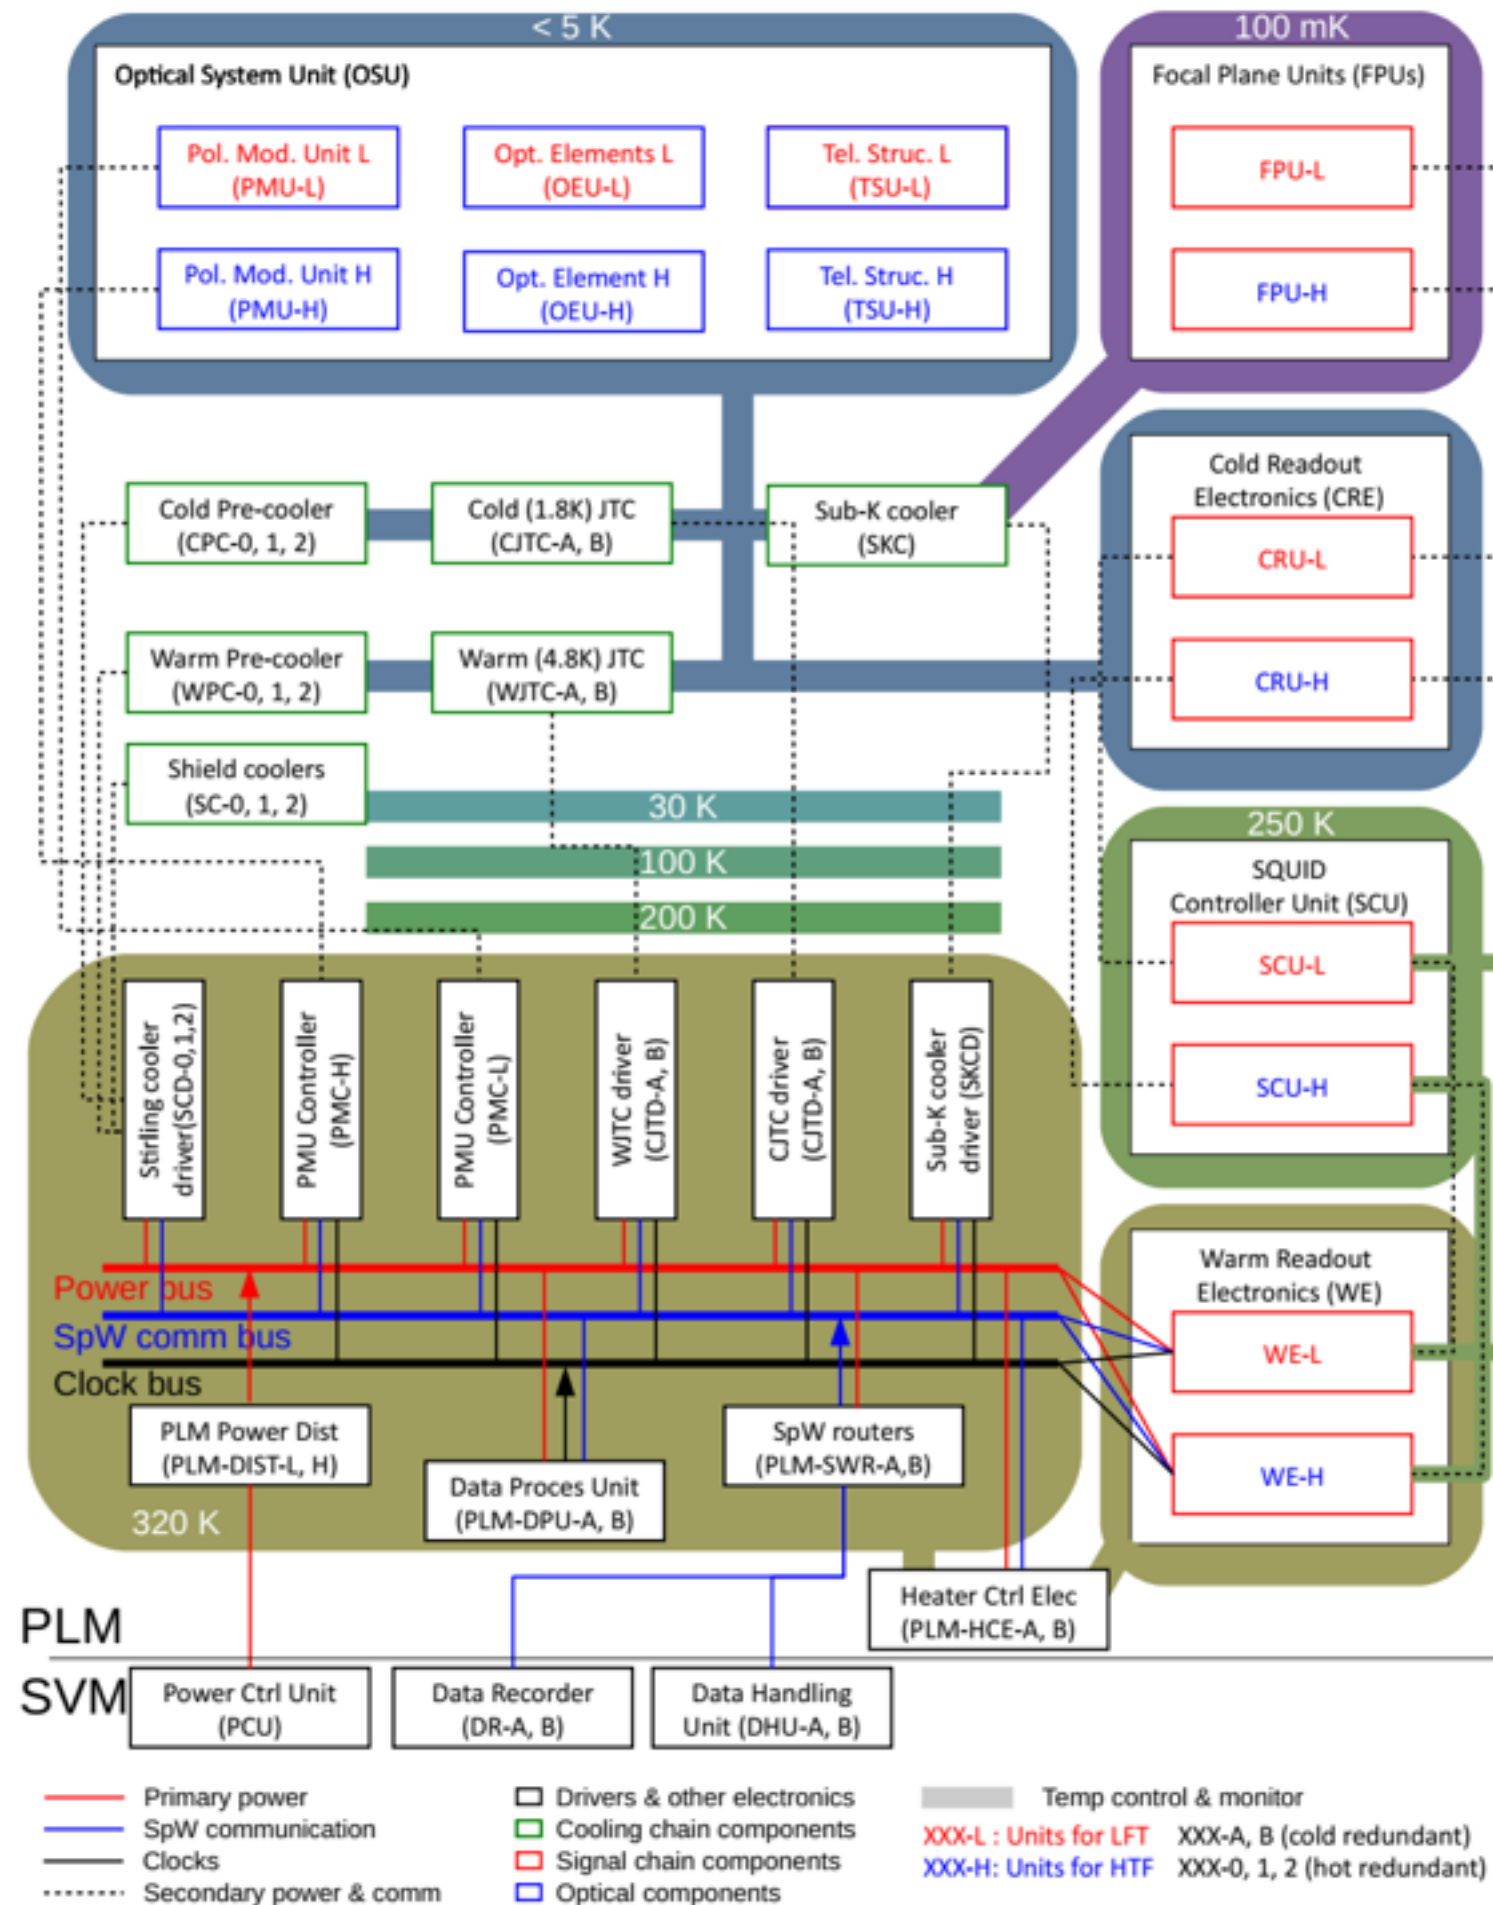 < 5 K
Optical System Unit (OSU)
Pol. Mod. Unit L
(PMU-L)
Opt. Elements L
(OEU-L)
Tel. Struc. L
(TSU-L)
Pol. Mod. Unit H
(PMU-H)
Opt. Element H
(OEU-H)
Tel. Struc. H
(TSU-H)
100 mK
Focal Plane Units (FPUs)
FPU-L
FPU-H
Cold Pre-cooler
(CPC-0, 1, 2)
Cold (1.8K) JTC
(CJTC-A, B)
Sub-K cooler
(SKC)
Cold Readout
Electronics (CRE)
CRU-L
CRU-H
Warm Pre-cooler
(WPC-0, 1, 2)
Warm (4.8K) JTC
(WJTC-A, B)
Shield coolers
(SC-0, 1, 2)
30 K
100 K
200 K
250 K
SQUID
Controller Unit (SCU)
SCU-L
SCU-H
Stirling cooler
driver(SCD-0,1,2)
PMU Controller
(PMC-H)
PMU Controller
(PMC-L)
WJTC driver
(CJTD-A, B)
CJTC driver
(CJTD-A, B)
Sub-K cooler
driver (SKCD)
Power bus
SpW comm bus
Clock bus
Warm Readout
Electronics (WE)
WE-L
WE-H
PLM Power Dist
(PLM-DIST-L, H)
Data Proces Unit
(PLM-DPU-A, B)
SpW routers
(PLM-SWR-A,B)
320 K
Heater Ctrl Elec
(PLM-HCE-A, B)
PLM
SVM
Power Ctrl Unit
(PCU)
Data Recorder
(DR-A, B)
Data Handling
Unit (DHU-A, B)
Primary power
SpW communication
Clocks
Secondary power & comm
Drivers & other electronics
Cooling chain components
Signal chain components
Optical components
Temp control & monitor
XXX-L : Units for LFT
XXX-A, B (cold redundant)
XXX-H: Units for HTF
XXX-0, 1, 2 (hot redundant)